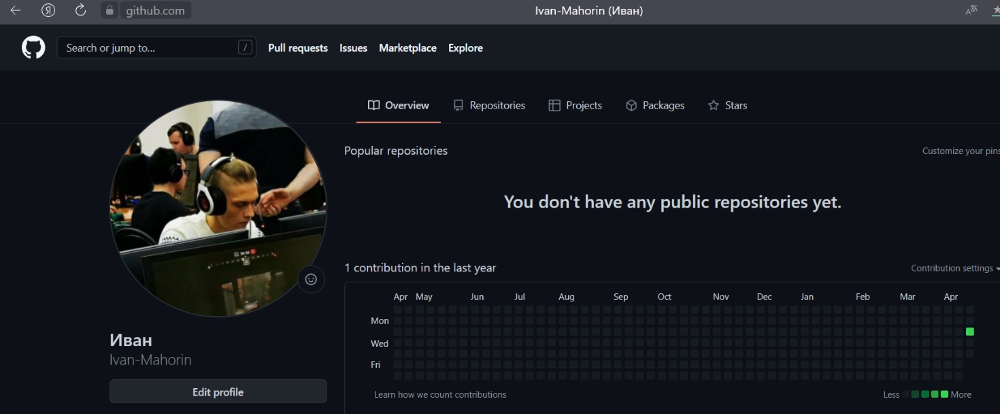 github.com
Ivan-Mahorin (Иван)
Search or jump to...
/
Pull requests
Issues
Marketplace
Explore
Overview
Repositories
Projects
Packages
Stars
Popular repositories
Customize your pins
You don't have any public repositories yet.
1 contribution in the last year
Contribution settings
Apr May Jun Jul Aug Sep Oct Nov Dec Jan Feb Mar Apr
Mon
Wed
Fri
Learn how we count contributions
Less More
Иван
Ivan-Mahorin
Edit profile